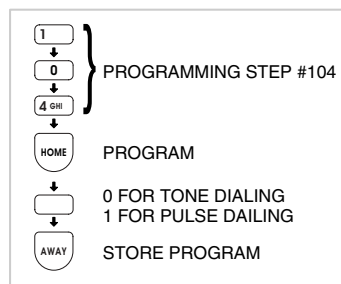 1
0 PROGRAMMING STEP #104
4 GHI
HOME PROGRAM
0 FOR TONE DIALING
1 FOR PULSE DAILING
AWAY STORE PROGRAM